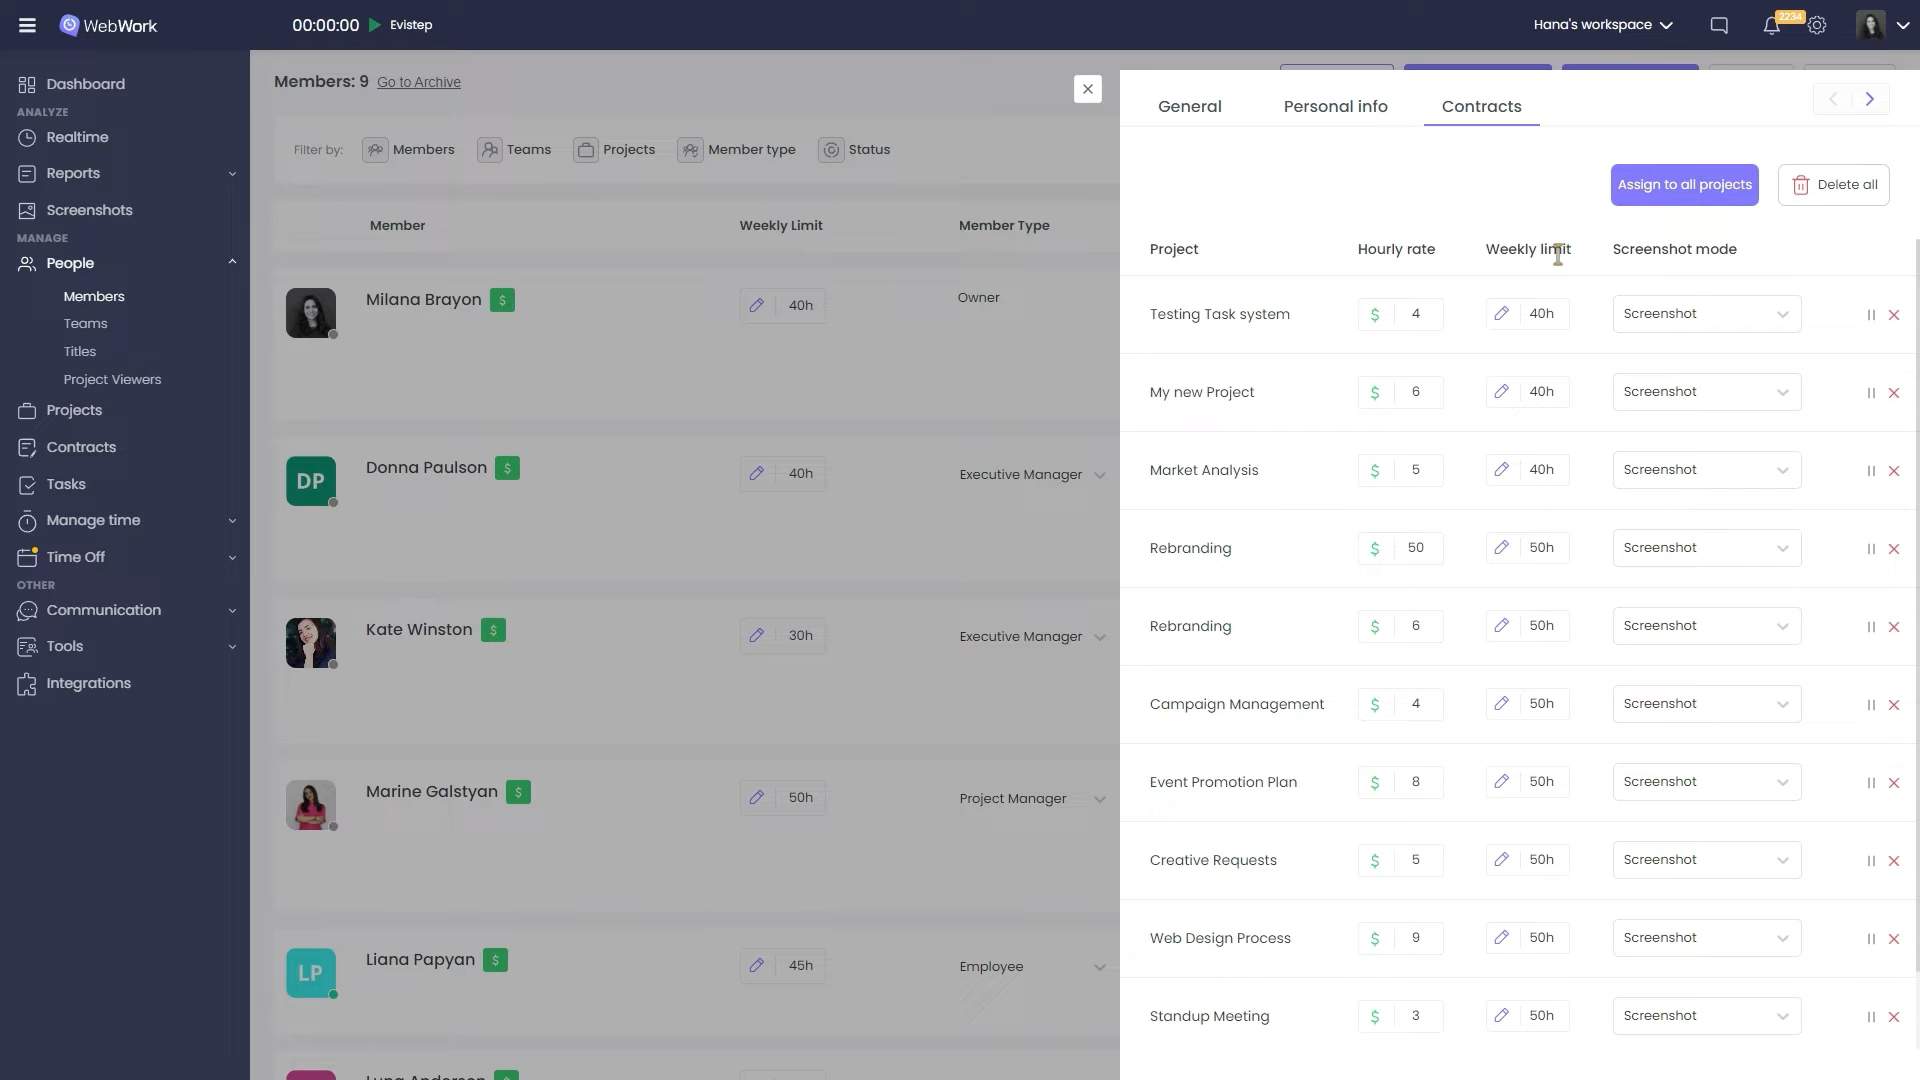 WebWork
00:00:00
Evistep
Hana's workspace
2234
Dashboard
ANALYZE
Realtime
Reports
Screenshots
MANAGE
People
Members
Teams
Titles
Project Viewers
Projects
Contracts
Tasks
Manage time
Time Off
OTHER
Communication
Tools
Integrations
Members: 9 Go to Archive
Filter by: Members Teams Projects Member type Status
Member Weekly Limit Member Type
Milana Brayon $ 40h Owner
DP Donna Paulson $ 40h Executive Manager
Kate Winston $ 30h Executive Manager
Marine Galstyan $ 50h Project Manager
LP Liana Papyan $ 45h Employee
General Personal info Contracts
Assign to all projects Delete all
Project Hourly rate Weekly limit Screenshot mode
Testing Task system $ 4 40h Screenshot
My new Project $ 6 40h Screenshot
Market Analysis $ 5 40h Screenshot
Rebranding $ 50 50h Screenshot
Rebranding $ 6 50h Screenshot
Campaign Management $ 4 50h Screenshot
Event Promotion Plan $ 8 50h Screenshot
Creative Requests $ 5 50h Screenshot
Web Design Process $ 9 50h Screenshot
Standup Meeting $ 3 50h Screenshot